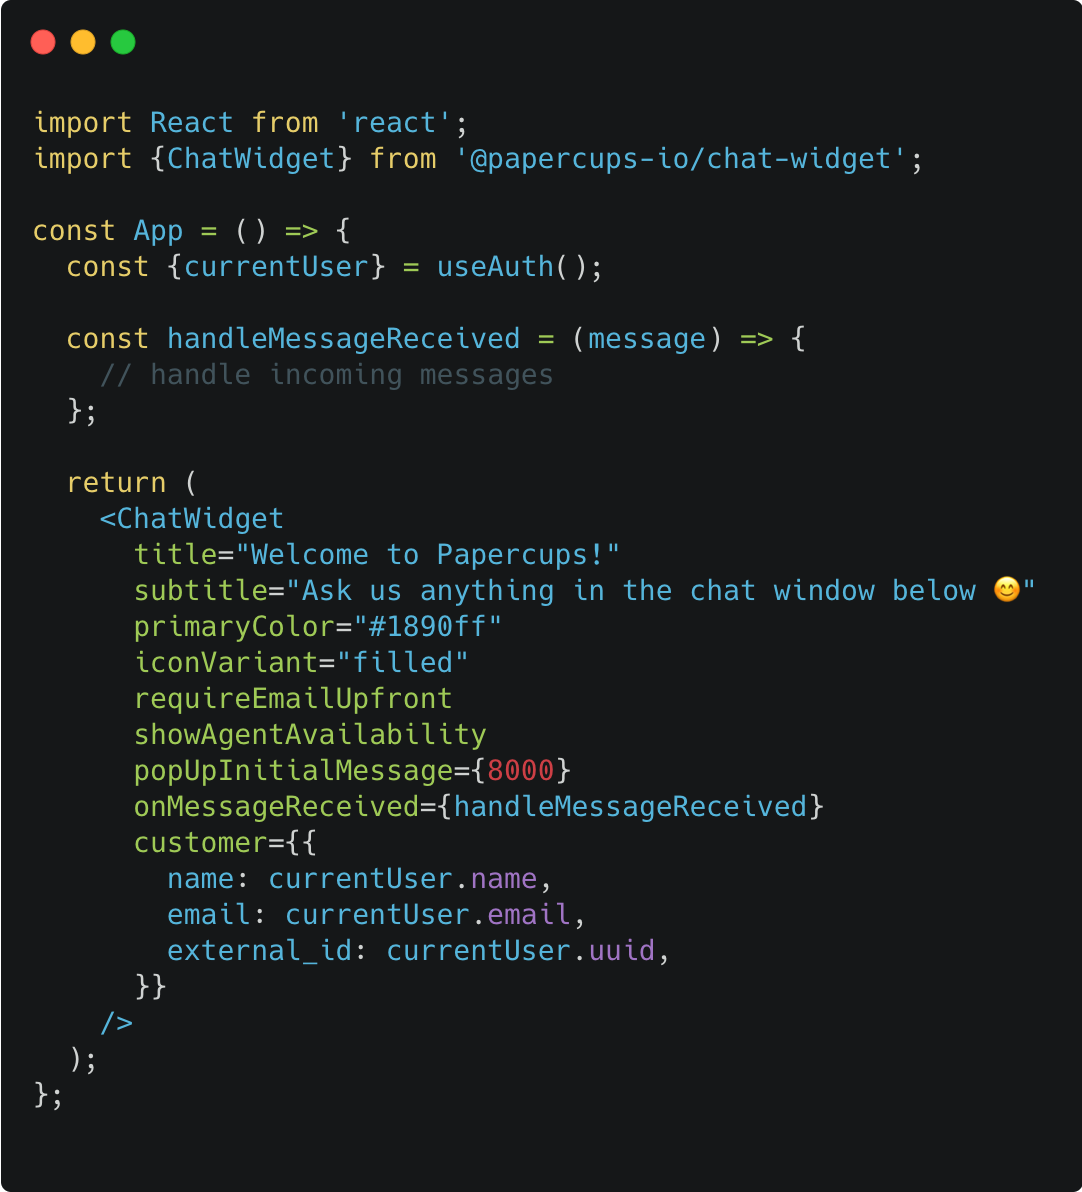 import React from 'react';
import {ChatWidget} from '@papercups-io/chat-widget';

const App = () => {
  const {currentUser} = useAuth();

  const handleMessageReceived = (message) => {
    // handle incoming messages
  };

  return (
    <ChatWidget
      title="Welcome to Papercups!"
      subtitle="Ask us anything in the chat window below 😊"
      primaryColor="#1890ff"
      iconVariant="filled"
      requireEmailUpfront
      showAgentAvailability
      popUpInitialMessage={8000}
      onMessageReceived={handleMessageReceived}
      customer={{
        name: currentUser.name,
        email: currentUser.email,
        external_id: currentUser.uuid,
      }}
    />
  );
};